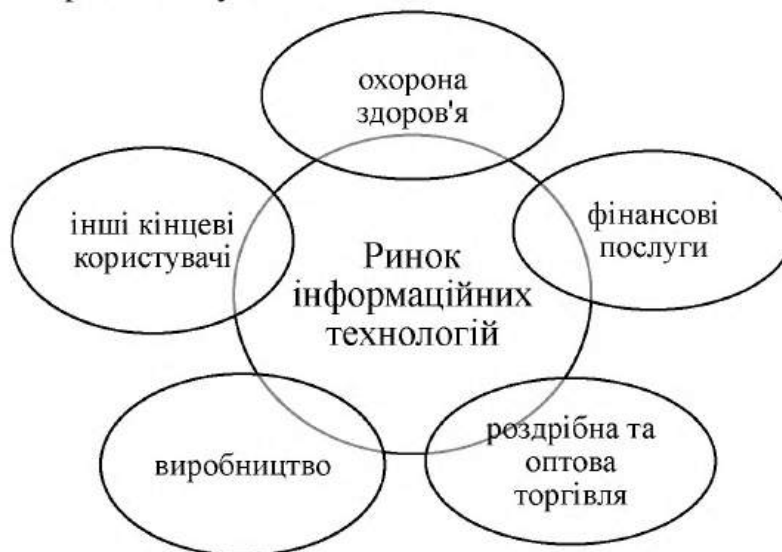 охорона
здоров'я
фінансові
послуги
інші кінцеві
користувачі
Ринок
інформаційних
технологій
роздрібна та
оптова
торгівля
виробництво